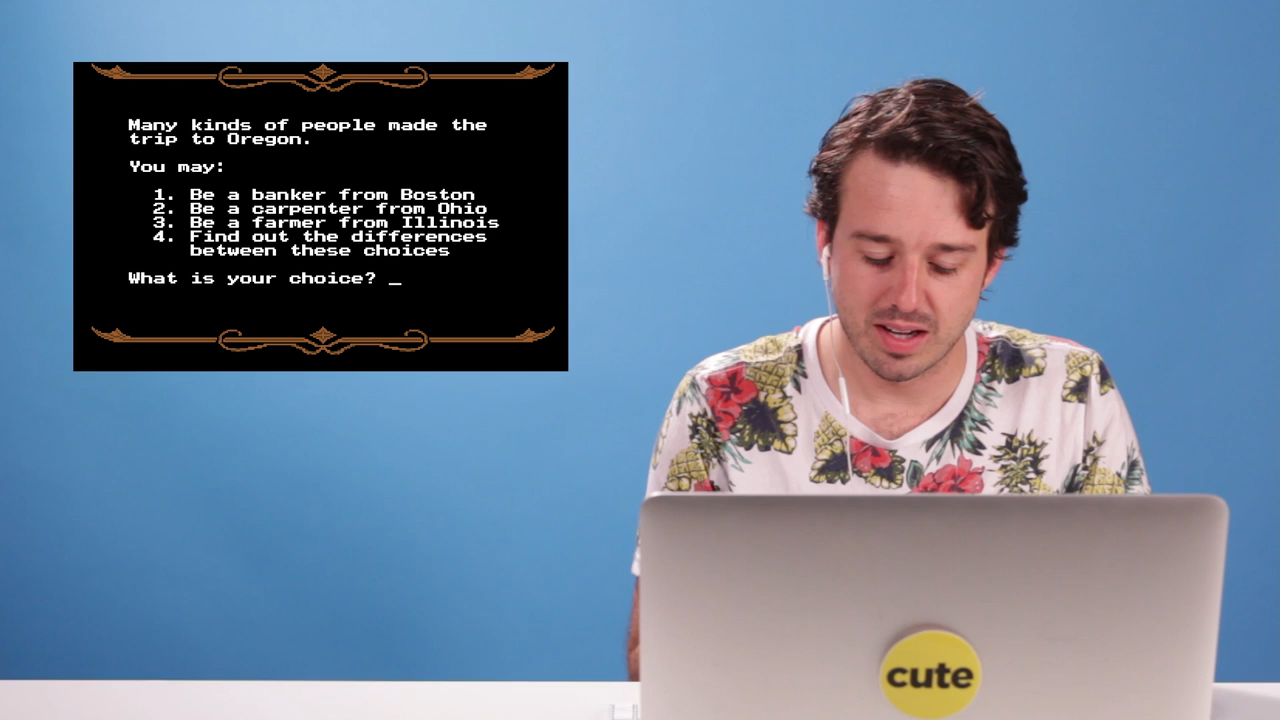 Many kinds of people made the
trip to Oregon.
You may:
1. Be a banker from Boston
2. Be a carpenter from Ohio
3. Be a farmer from Illinois
4. Find out the differences
between these choices
What is your choice? _
cute